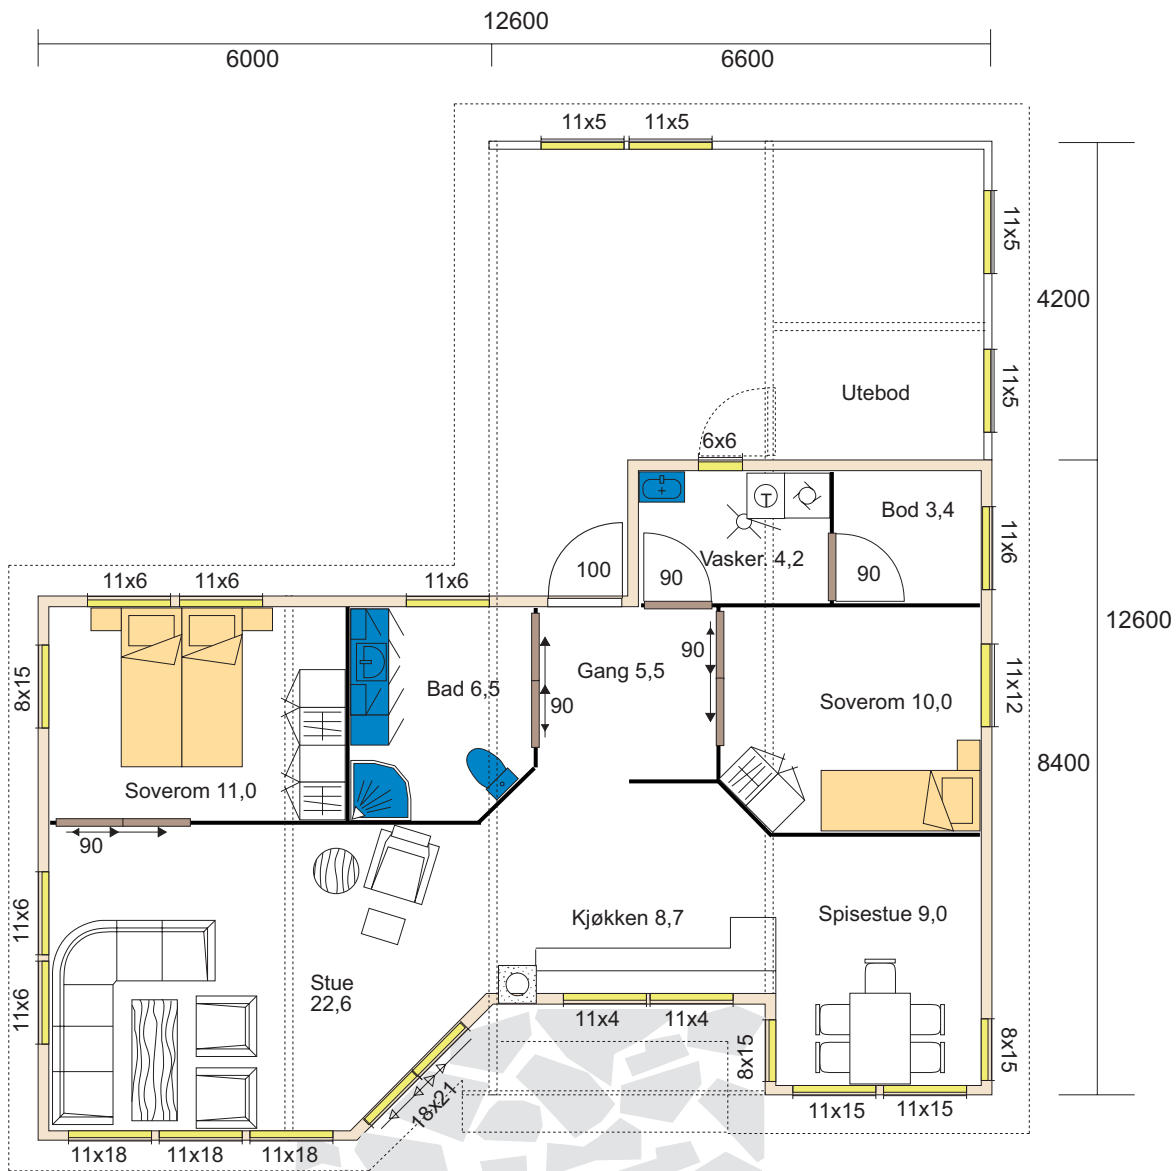 12600
6000
6600
11x5
11x5
11x5
4200
11x5
Utebod
6x6
Bod 3,4
11x6
Vasker. 4,2
100
90
90
11x6
11x6
11x6
12600
8x15
Bad 6,5
Gang 5,5
90
90
Soverom 10,0
11x12
8400
Soverom 11,0
90
11x6
11x6
Kjøkken 8,7
Spisestue 9,0
Stue
22,6
11x4
11x4
8x15
8x15
18x21
11x15
11x15
11x18
11x18
11x18